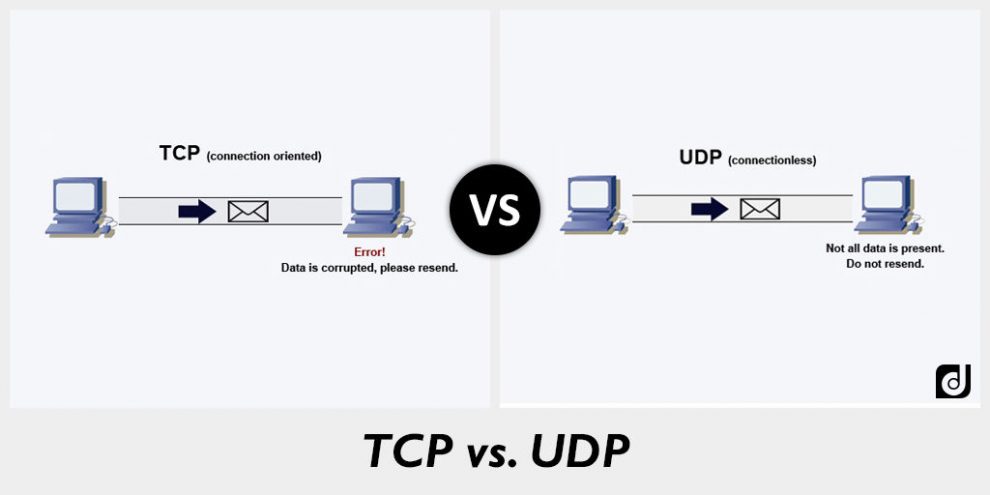 TCP (connection oriented)
Error!
Data is corrupted, please resend.
VS
UDP (connectionless)
Not all data is present.
Do not resend.
TCP vs. UDP